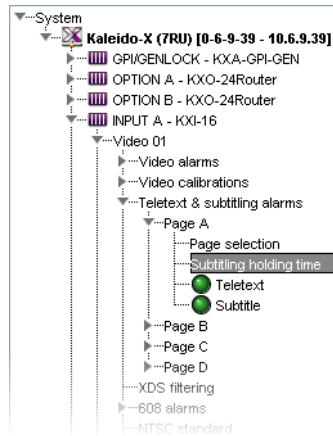 System
Kaleido-X (7RU) [0-6-9-39 - 10.6.9.39]
GPI/GENLOCK - KXA-GPI-GEN
OPTION A - KXO-24Router
OPTION B - KXO-24Router
INPUT A - KXI-16
Video 01
Video alarms
Video calibrations
Teletext & subtitling alarms
Page A
Page selection
Subtitling holding time
Teletext
Subtitle
Page B
Page C
Page D
XDS filtering
608 alarms
NTSC standard